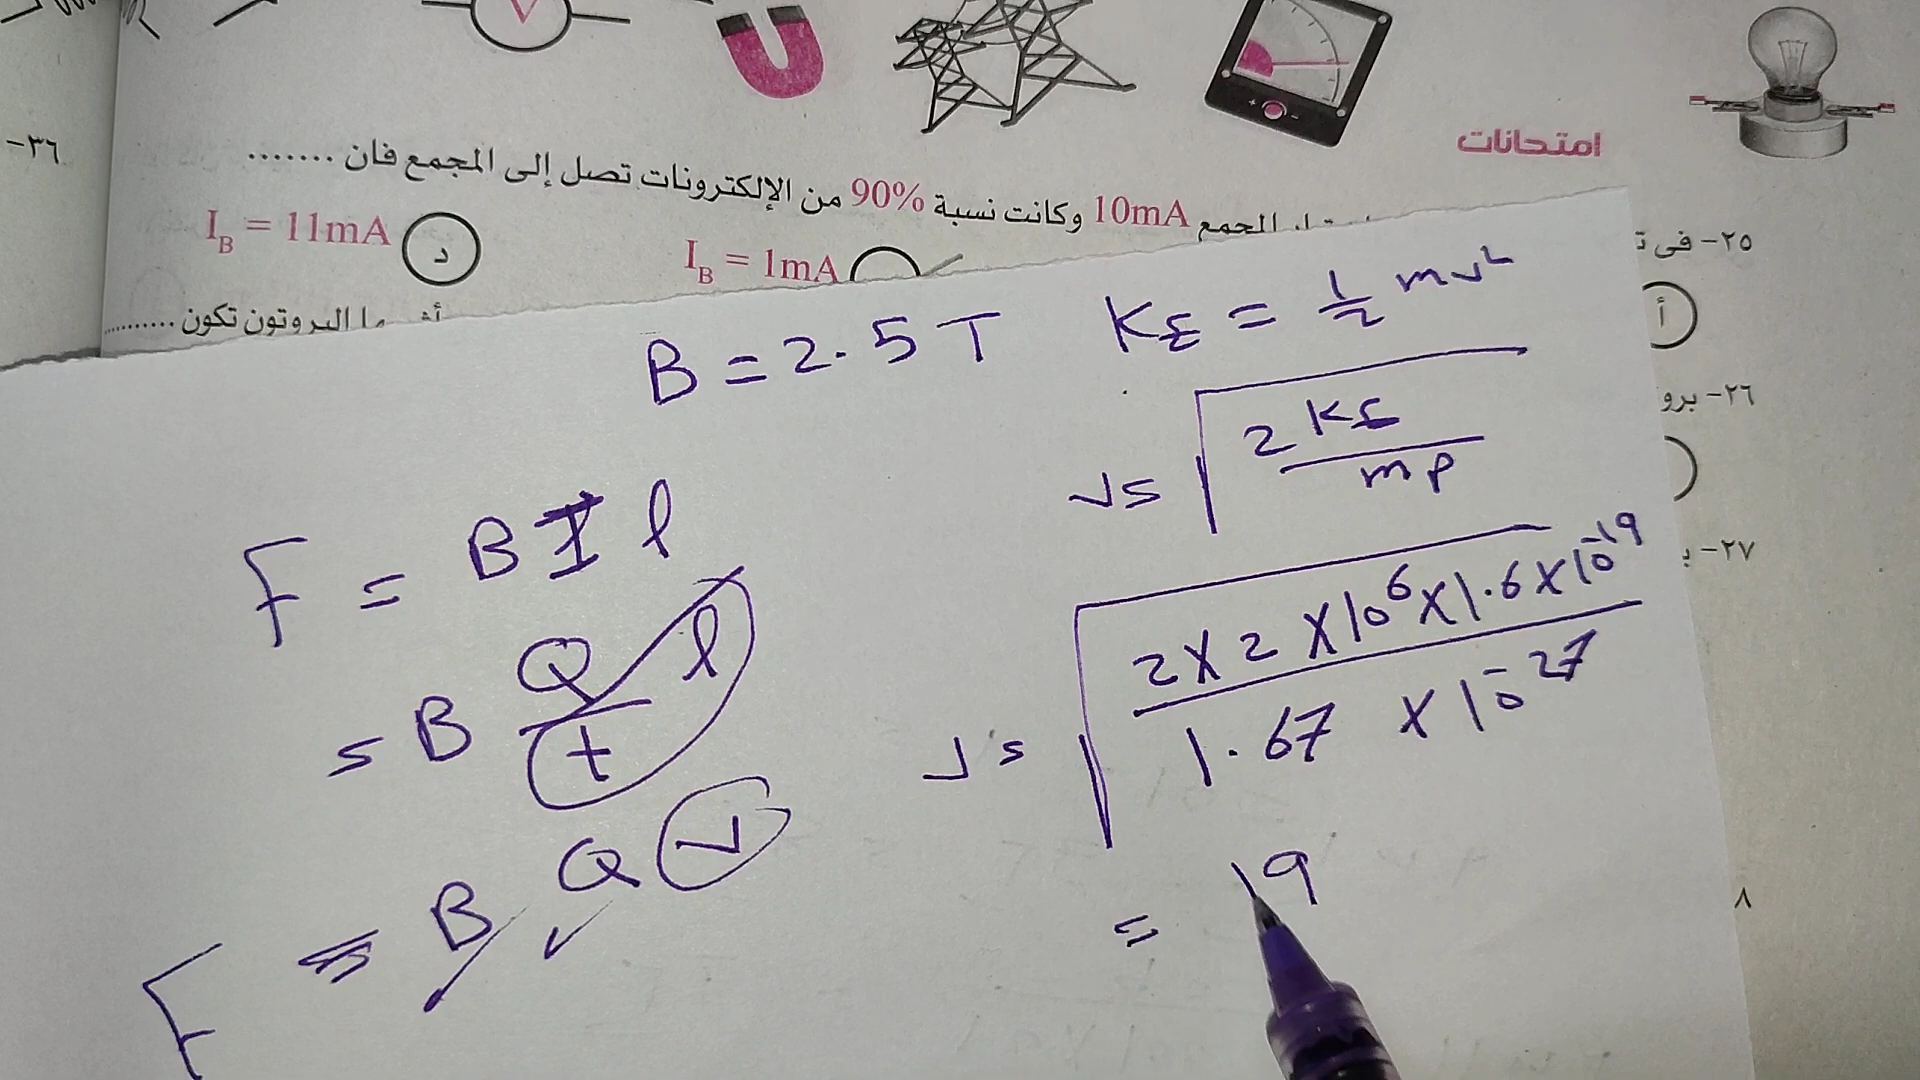 V
امتحانات
٣٦-
٢٥- فى ت
المجمع 10mA وكانت نسبة 90% من الإلكترونات تصل إلى المجمع فان .......
أ
I_B = 1mA
د
I_B = 11mA
٢٦- برو
البروتون تكون ..........
٢٧-
٨
B = 2.5 T
KE = 1/2 mv²
v = √(2KE / mp)
F = B I l
= B Q/t l
F = B Q v
v = √(2 × 2 × 10⁶ × 1.6 × 10⁻¹⁹ / 1.67 × 10⁻²⁷)
= 19